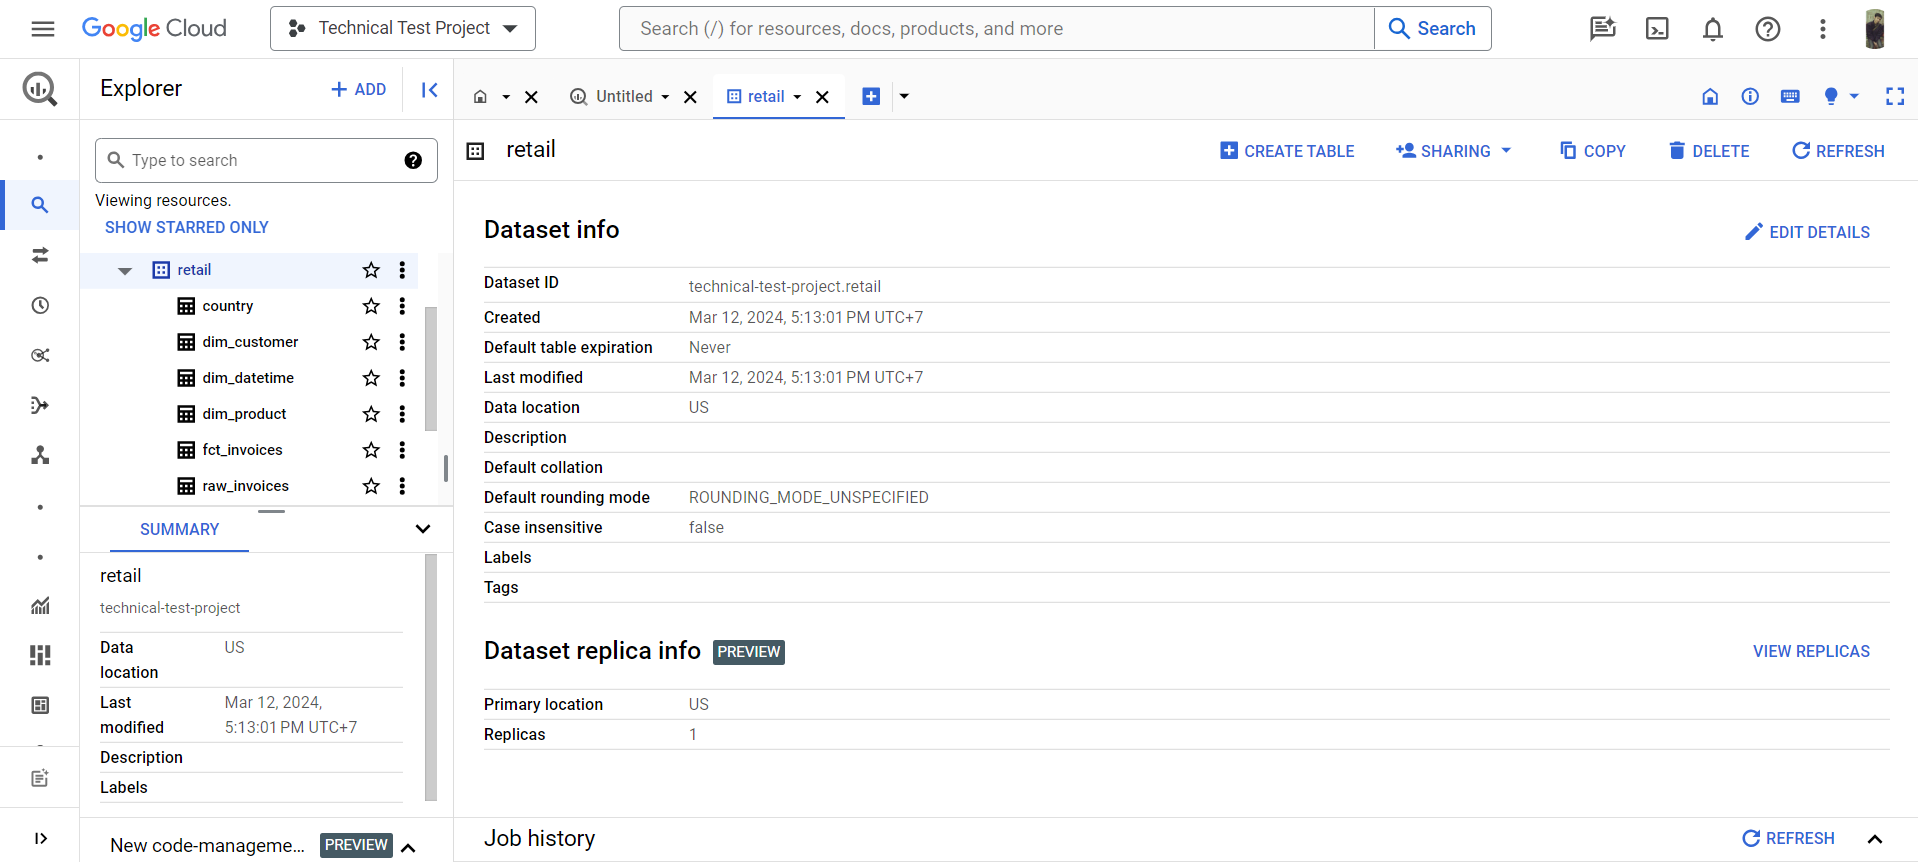 Google Cloud
Technical Test Project
Search (/) for resources, docs, products, and more
Search
Explorer
ADD
Untitled
retail
Type to search
Viewing resources.
SHOW STARRED ONLY
retail
country
dim_customer
dim_datetime
dim_product
fct_invoices
raw_invoices
SUMMARY
retail
technical-test-project
Data location US
Last modified Mar 12, 2024, 5:13:01 PM UTC+7
Description
Labels
New code-manageme... PREVIEW
retail
CREATE TABLE
SHARING
COPY
DELETE
REFRESH
Dataset info
EDIT DETAILS
Dataset ID technical-test-project.retail
Created Mar 12, 2024, 5:13:01 PM UTC+7
Default table expiration Never
Last modified Mar 12, 2024, 5:13:01 PM UTC+7
Data location US
Description
Default collation
Default rounding mode ROUNDING_MODE_UNSPECIFIED
Case insensitive false
Labels
Tags
Dataset replica info PREVIEW
VIEW REPLICAS
Primary location US
Replicas 1
Job history
REFRESH